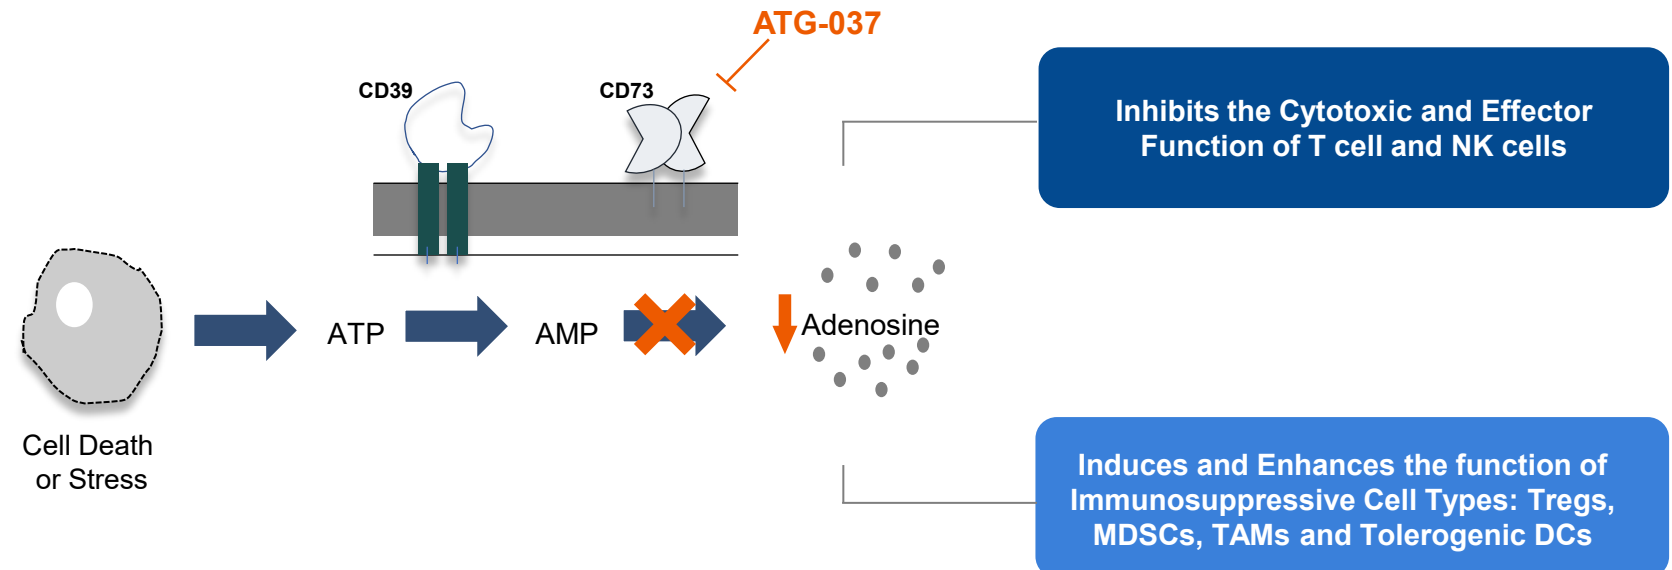 ATG-037
CD39
CD73
Inhibits the Cytotoxic and Effector
Function of T cell and NK cells
ATP
AMP
Adenosine
Cell Death
or Stress
Induces and Enhances the function of
Immunosuppressive Cell Types: Tregs,
MDSCs, TAMs and Tolerogenic DCs